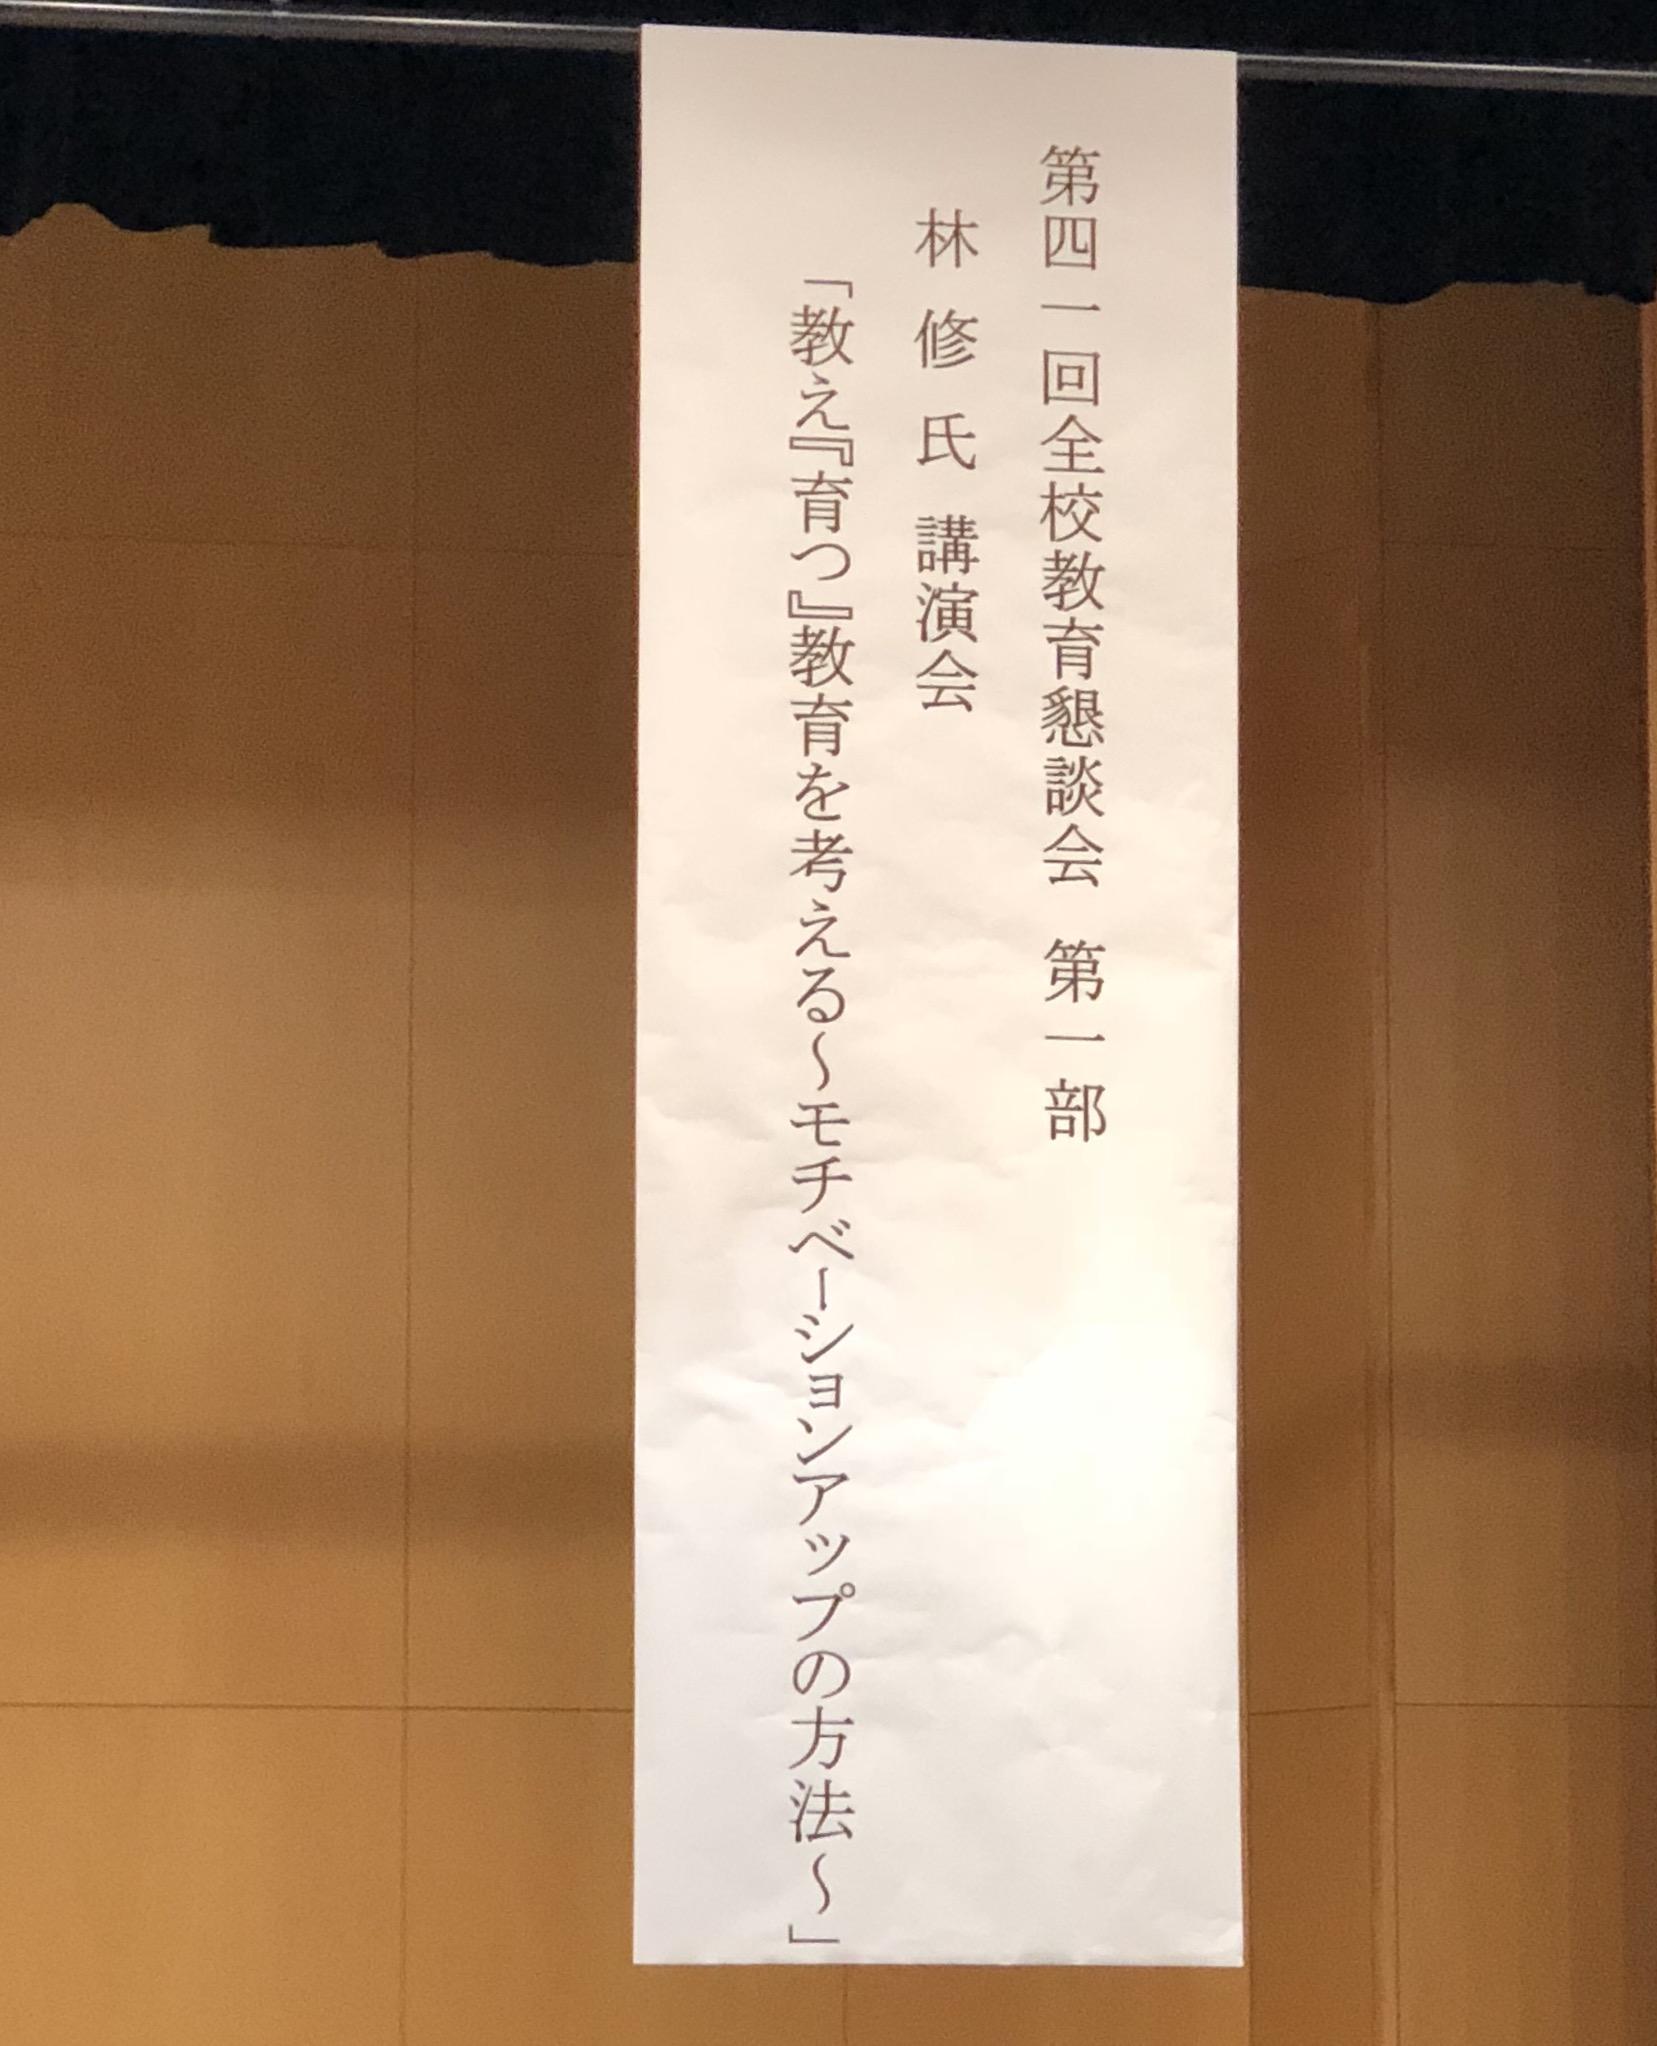 第四一回全校教育懇談会　第一部
林　修　氏　講演会
「教え『育つ』教育を考える～モチベーションアップの方法～」